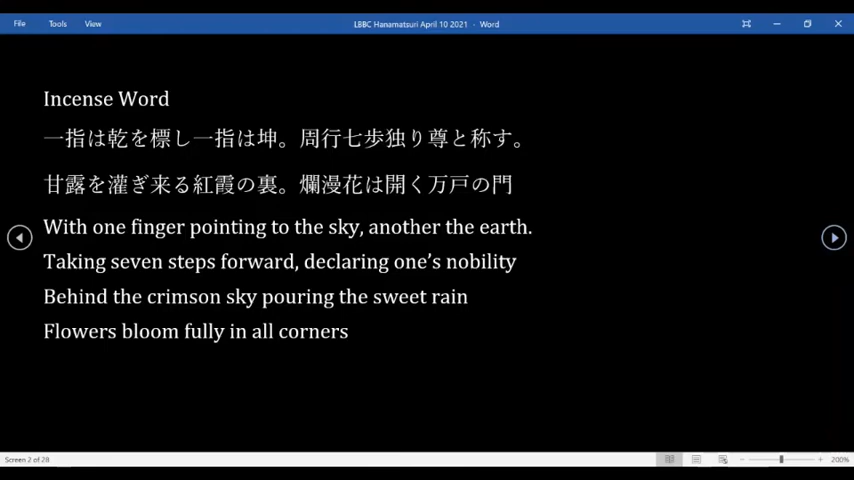 File Tools View LBBC Hanamatsuri April 10 2021 - Word
Incense Word
一指は乾を標し一指は坤。周行七歩独り尊と称す。
甘露を灌ぎ来る紅霞の裏。爛漫花は開く万戸の門
With one finger pointing to the sky, another the earth.
Taking seven steps forward, declaring one’s nobility
Behind the crimson sky pouring the sweet rain
Flowers bloom fully in all corners
Screen 2 of 28 200%